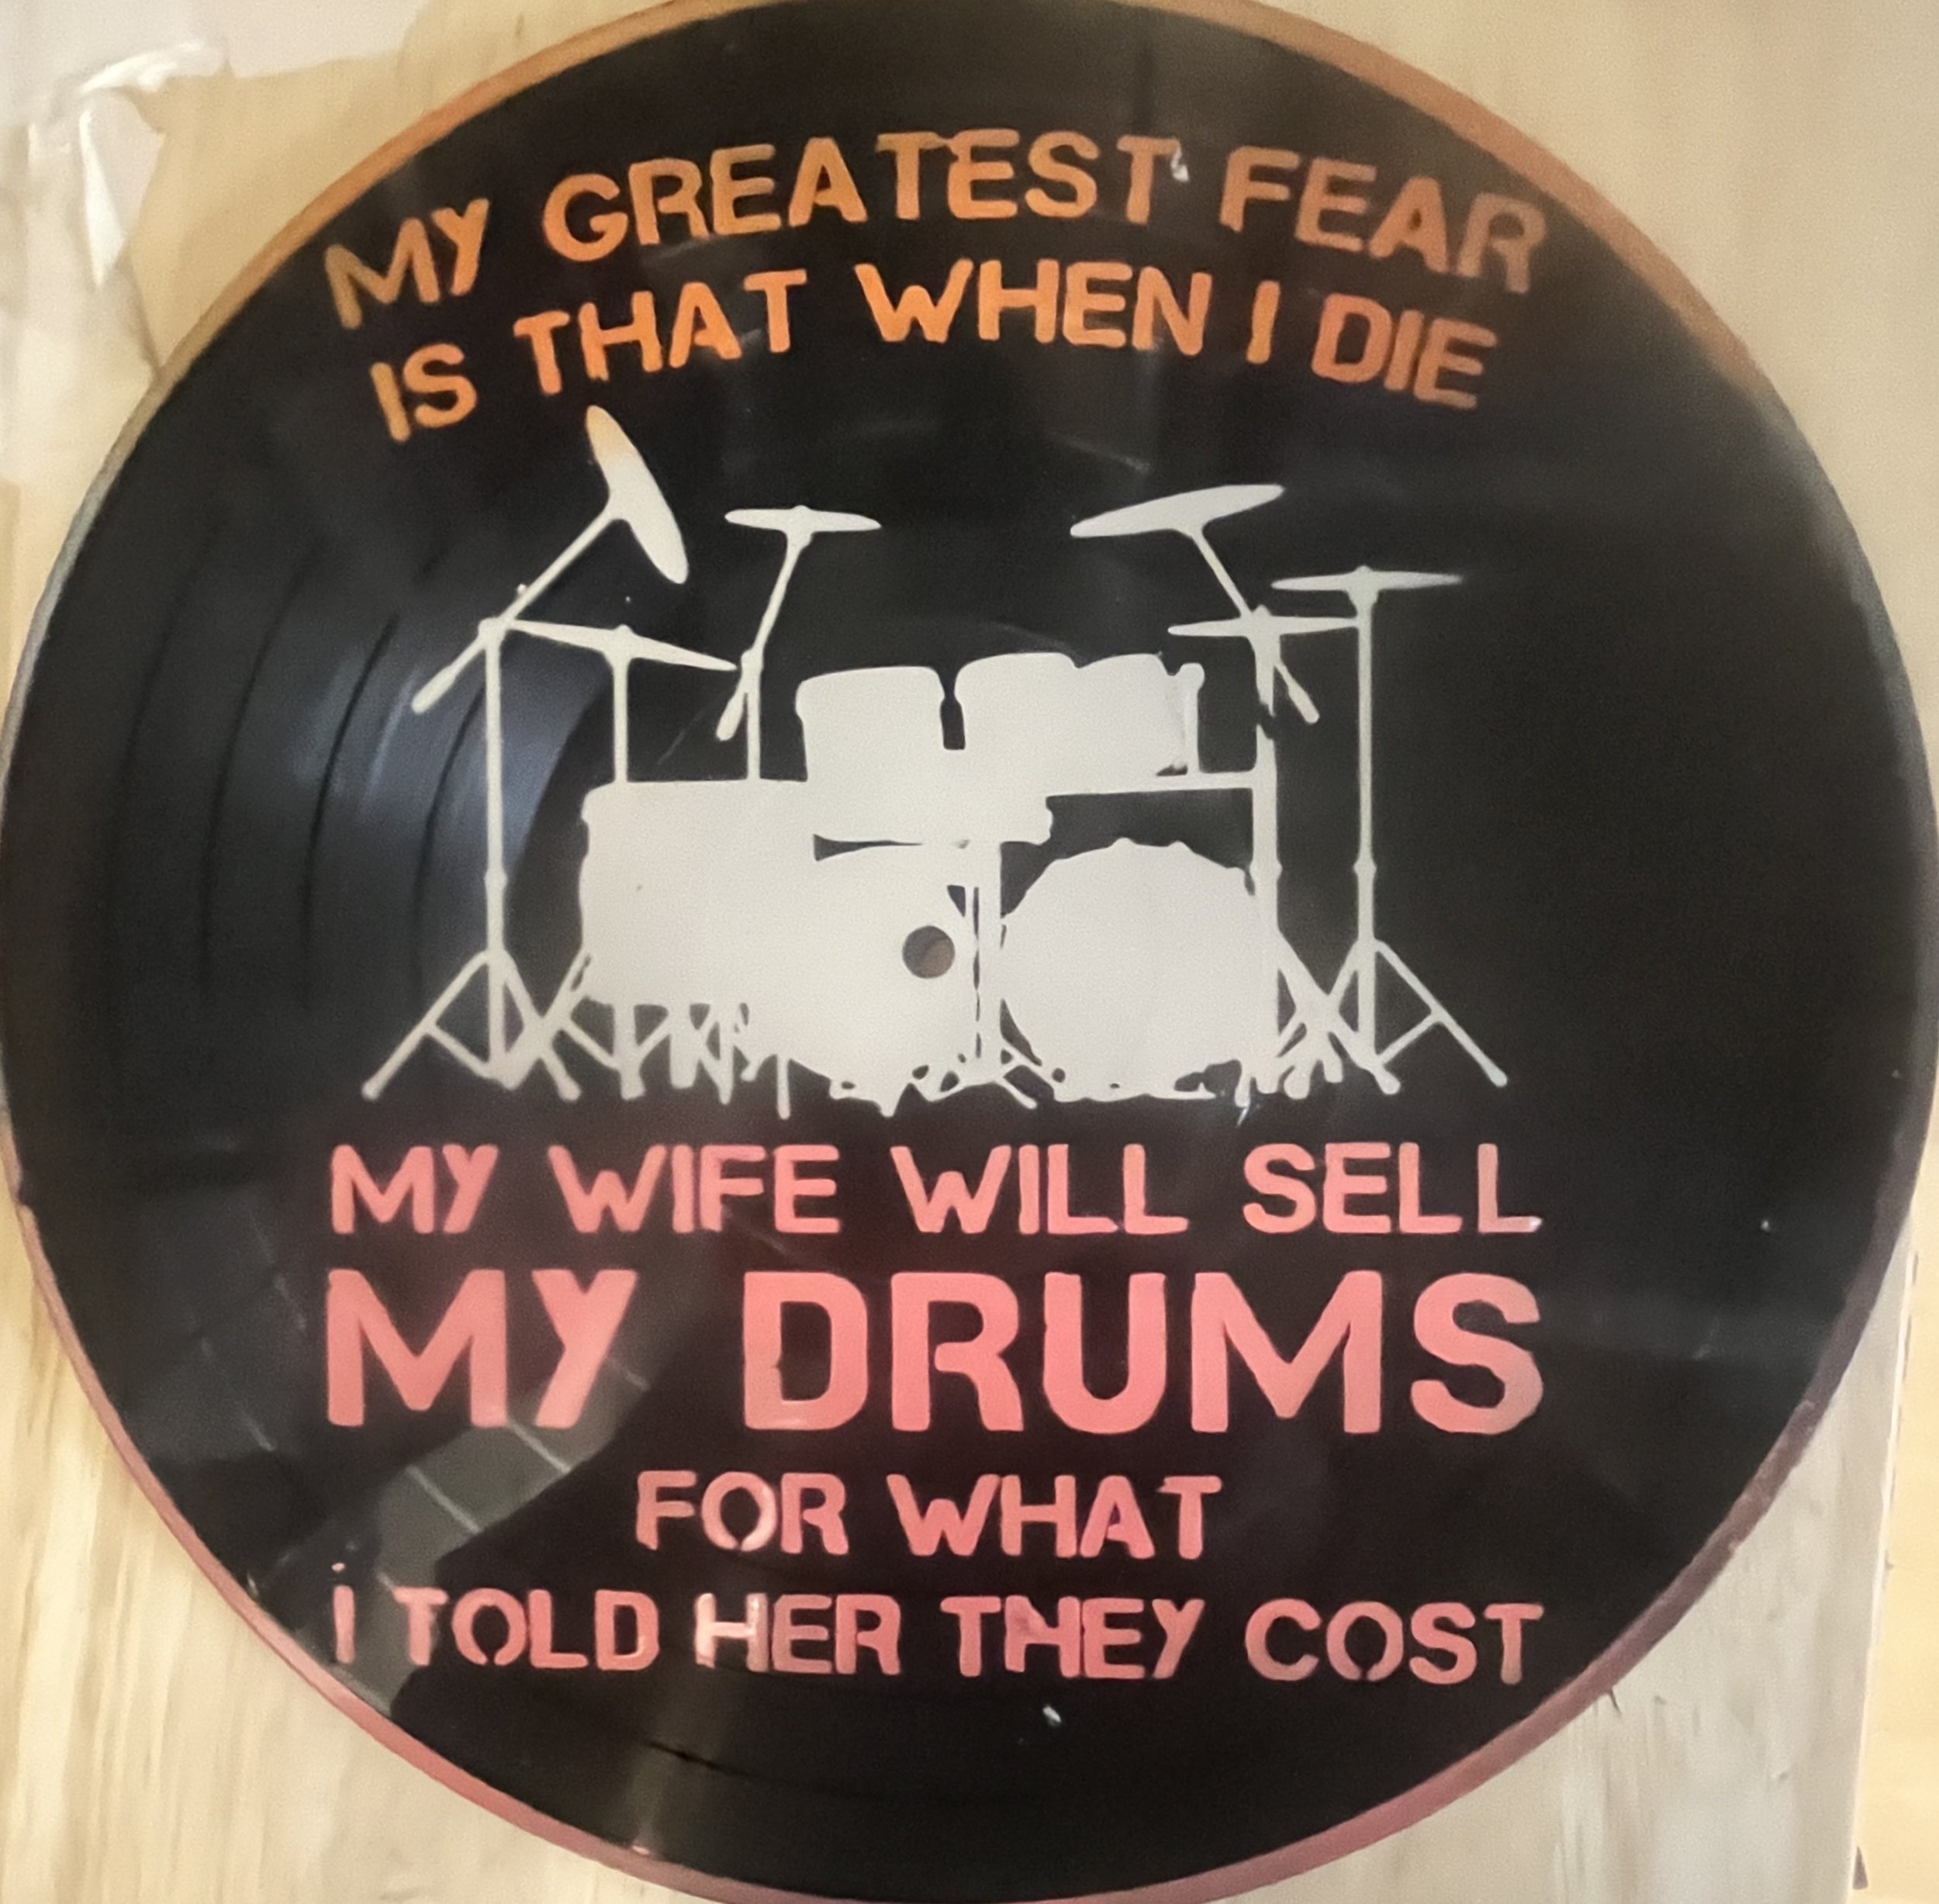 MY GREATEST FEAR
IS THAT WHEN I DIE
MY WIFE WILL SELL
MY DRUMS
FOR WHAT
I TOLD HER THEY COST